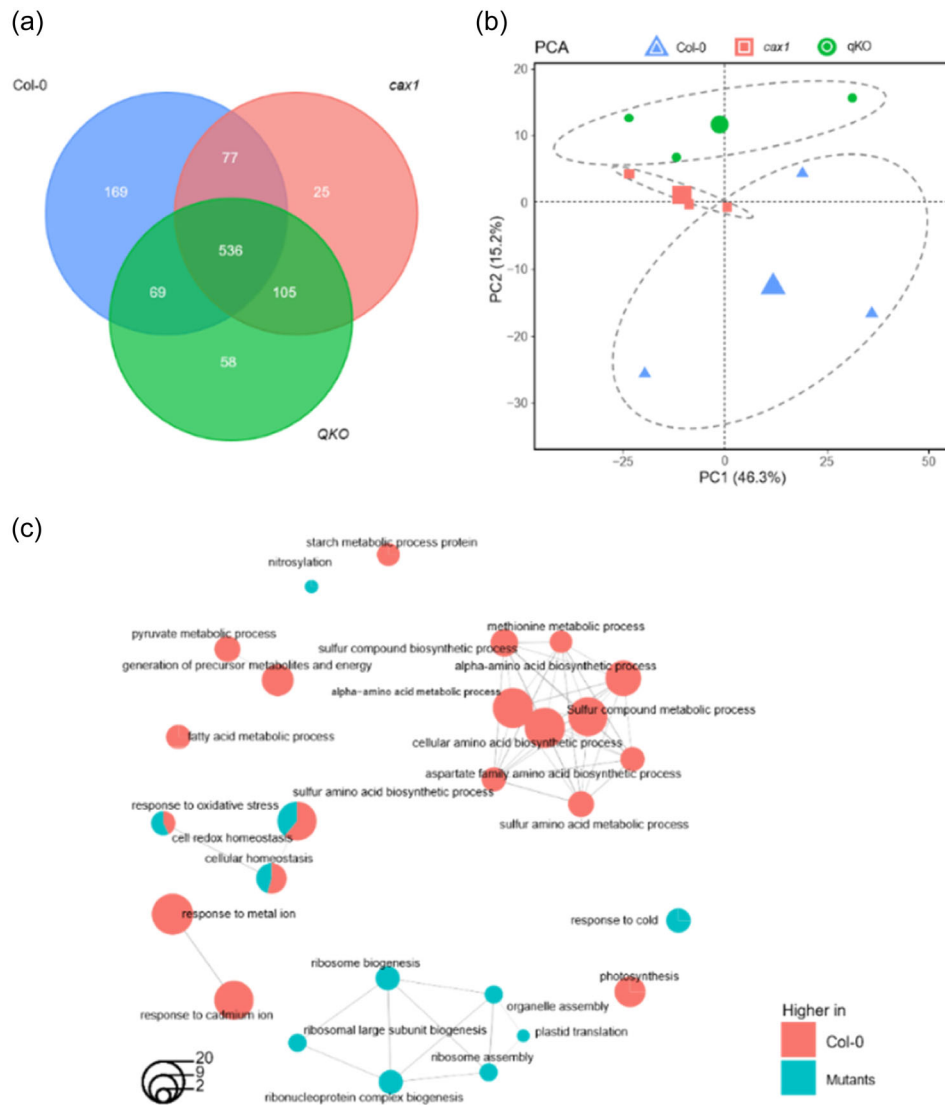 (a)
Col-0
cax1
77
169
25
536
69
105
58
QKO
(b)
PCA
Col-0
cax1
qKO
20
10
0
−10
−20
−30
PC2 (15.2%)
−25
0
25
50
PC1 (46.3%)
(c)
starch metabolic process protein
nitrosylation
pyruvate metabolic process
generation of precursor metabolites and energy
fatty acid metabolic process
methionine metabolic process
sulfur compound biosynthetic process
alpha-amino acid biosynthetic process
alpha-amino acid metabolic process
Sulfur compound metabolic process
cellular amino acid biosynthetic process
aspartate family amino acid biosynthetic process
sulfur amino acid biosynthetic process
sulfur amino acid metabolic process
response to oxidative stress
cell redox homeostasis
cellular homeostasis
response to metal ion
response to cadmium ion
response to cold
photosynthesis
ribosome biogenesis
organelle assembly
ribosomal large subunit biogenesis
plastid translation
ribosome assembly
ribonucleoprotein complex biogenesis
20
9
2
Higher in
Col-0
Mutants